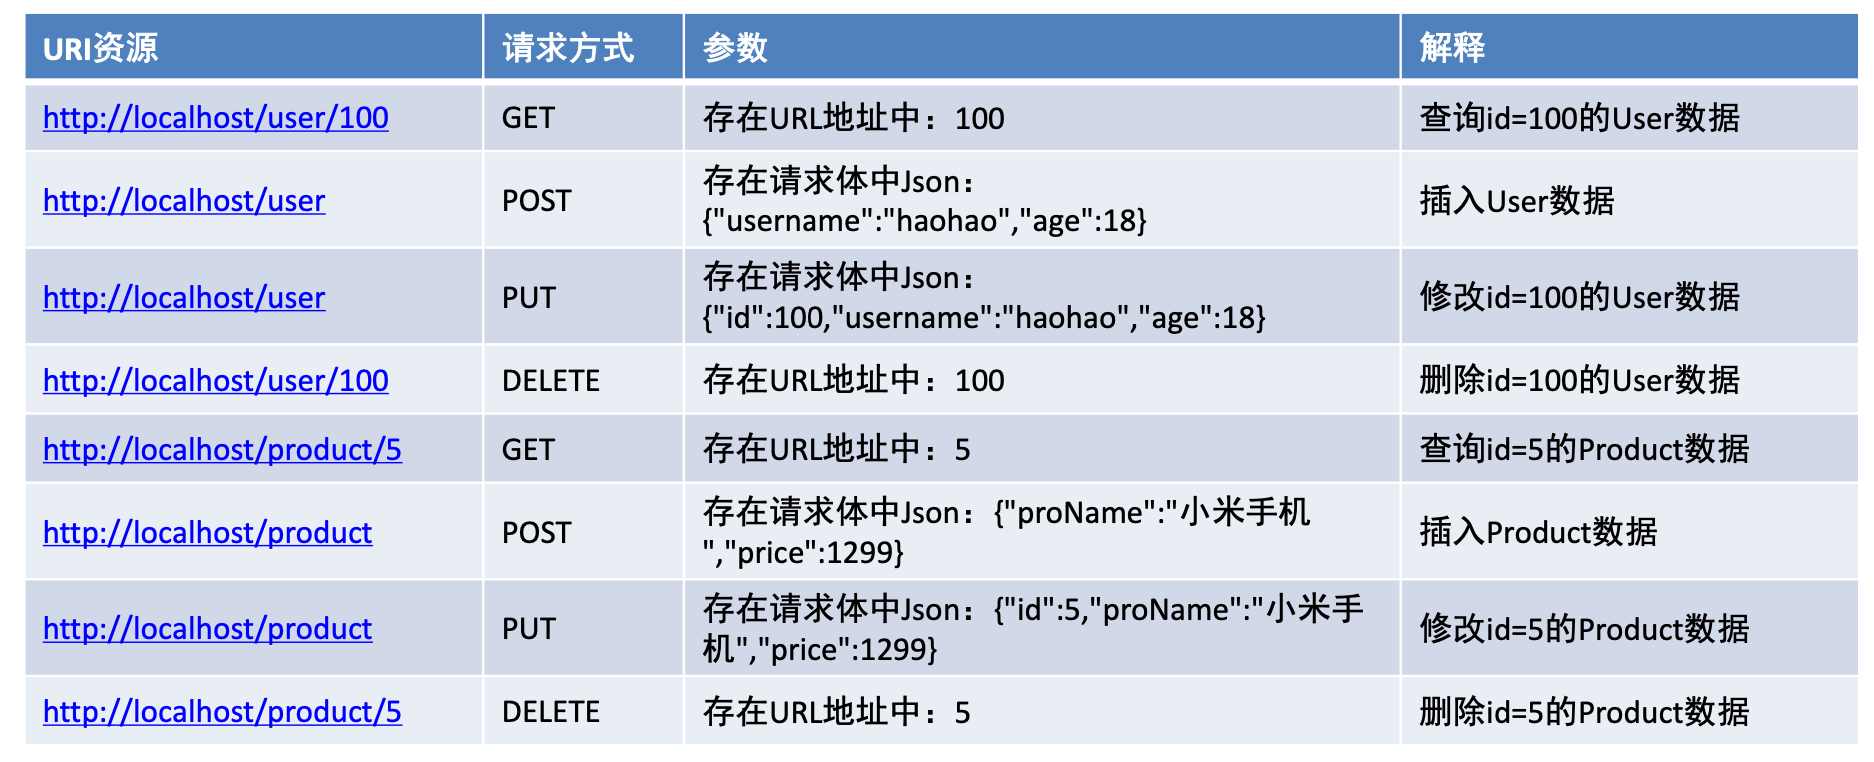 URI资源 请求方式 参数 解释
http://localhost/user/100 GET 存在URL地址中：100 查询id=100的User数据
http://localhost/user POST 存在请求体中Json：
{"username":"haohao","age":18} 插入User数据
http://localhost/user PUT 存在请求体中Json：
{"id":100,"username":"haohao","age":18} 修改id=100的User数据
http://localhost/user/100 DELETE 存在URL地址中：100 删除id=100的User数据
http://localhost/product/5 GET 存在URL地址中：5 查询id=5的Product数据
http://localhost/product POST 存在请求体中Json：{"proName":"小米手机
","price":1299} 插入Product数据
http://localhost/product PUT 存在请求体中Json：{"id":5,"proName":"小米手
机","price":1299} 修改id=5的Product数据
http://localhost/product/5 DELETE 存在URL地址中：5 删除id=5的Product数据